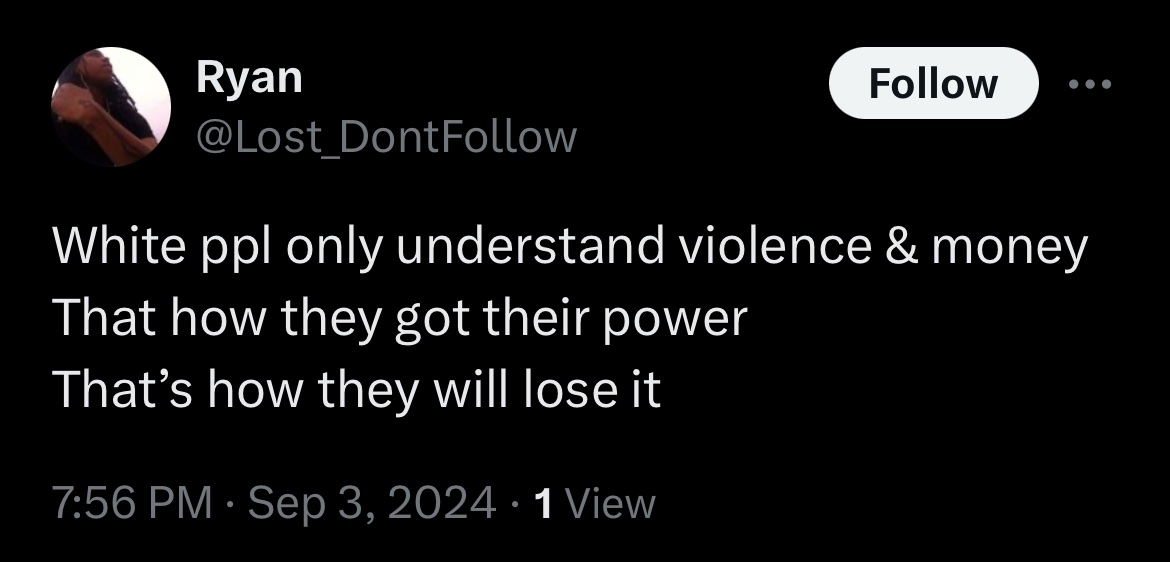 Ryan
Follow
@Lost_DontFollow
White ppl only understand violence & money
That how they got their power
That’s how they will lose it
7:56 PM · Sep 3, 2024 · 1 View